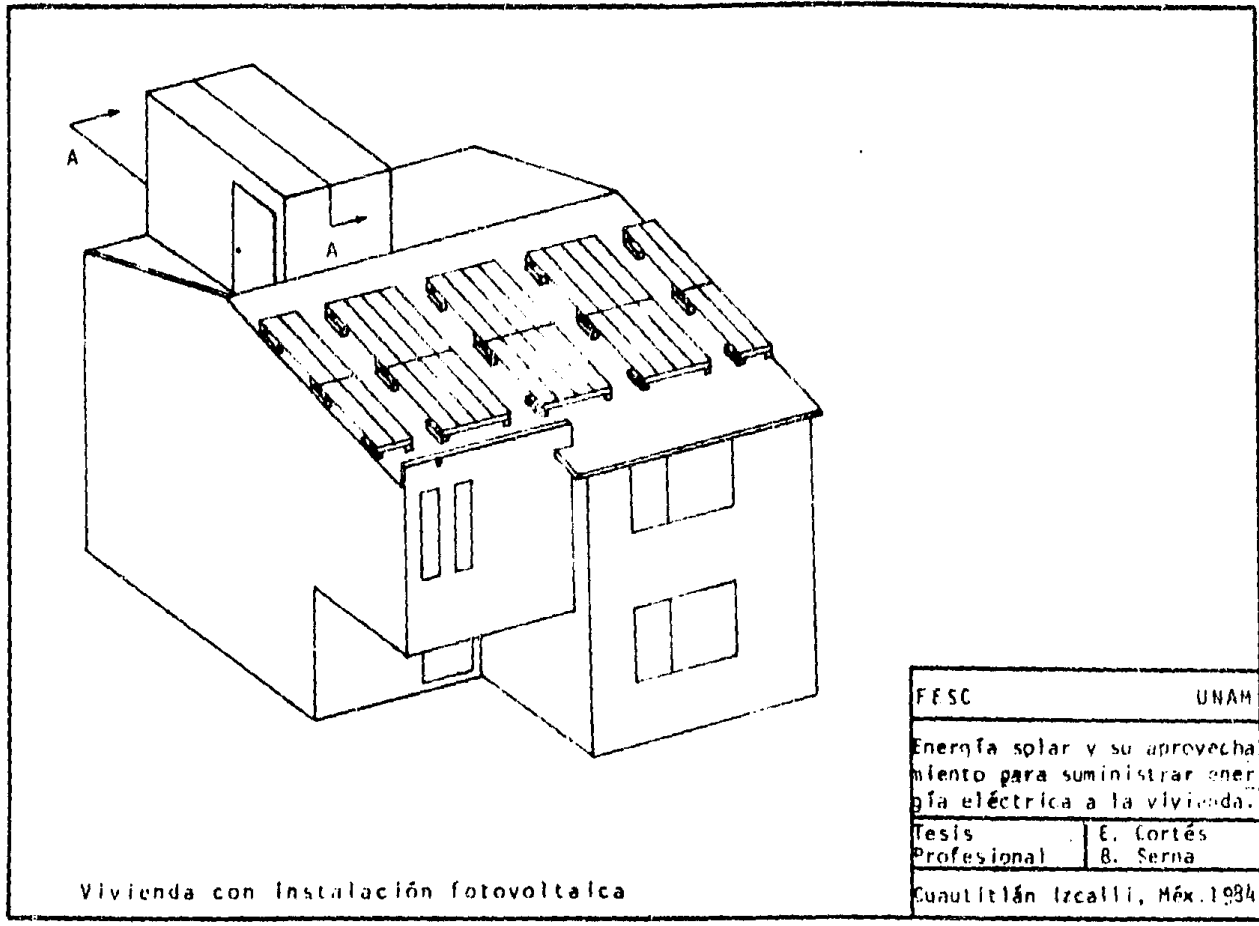 A
A
Vivienda con instalación fotovoltaica
FESC UNAM
Energía solar y su aprovecha
miento para suministrar ener
gía eléctrica a la vivienda.
Tesis E. Cortés
Profesional B. Serna
Cuautitlán Izcalli, Méx.1984